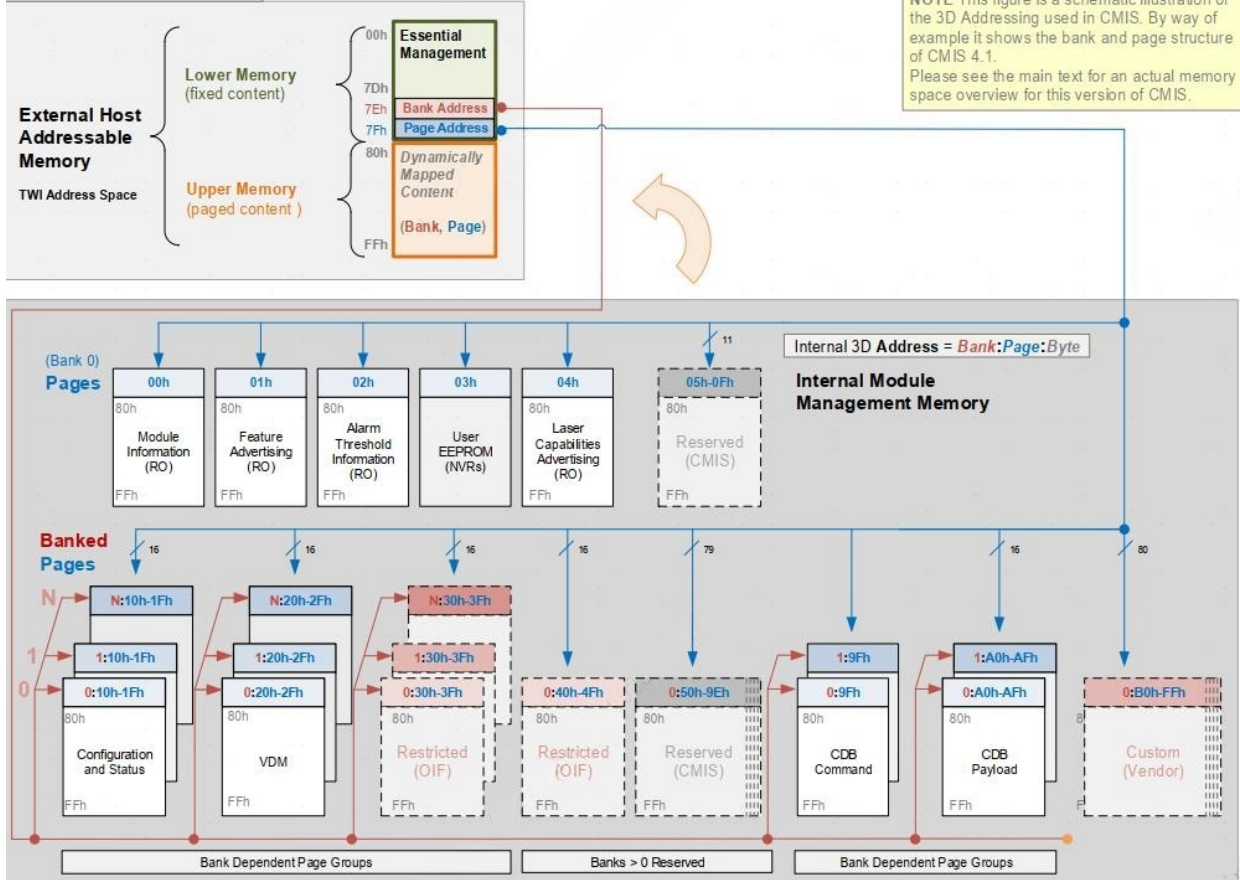 NOTE This figure is a schematic illustration of
the 3D Addressing used in CMIS. By way of
example it shows the bank and page structure
of CMIS 4.1.
Please see the main text for an actual memory
space overview for this version of CMIS.
External Host
Addressable
Memory
TWI Address Space
Lower Memory
(fixed content)
Upper Memory
(paged content )
00h
7Dh
7Eh
7Fh
80h
FFh
Essential
Management
Bank Address
Page Address
Dynamically
Mapped
Content
(Bank, Page)
Internal 3D Address = Bank:Page:Byte
Internal Module
Management Memory
(Bank 0)
Pages
11
00h
80h
Module
Information
(RO)
FFh
01h
80h
Feature
Advertising
(RO)
FFh
02h
80h
Alarm
Threshold
Information
(RO)
FFh
03h
User
EEPROM
(NVRs)
04h
80h
Laser
Capabilities
Advertising
(RO)
FFh
05h-0Fh
80h
Reserved
(CMIS)
FFh
Banked
Pages
16
16
16
16
79
16
80
N
1
0
N:10h-1Fh
1:10h-1Fh
0:10h-1Fh
80h
Configuration
and Status
FFh
N:20h-2Fh
1:20h-2Fh
0:20h-2Fh
80h
VDM
FFh
N:30h-3Fh
1:30h-3Fh
0:30h-3Fh
80h
Restricted
(OIF)
FFh
0:40h-4Fh
80h
Restricted
(OIF)
FFh
0:50h-9Eh
80h
Reserved
(CMIS)
FFh
1:9Fh
0:9Fh
80h
CDB
Command
FFh
1:A0h-AFh
0:A0h-AFh
80h
CDB
Payload
FFh
0:B0h-FFh
8
Custom
(Vendor)
F
Bank Dependent Page Groups
Banks > 0 Reserved
Bank Dependent Page Groups